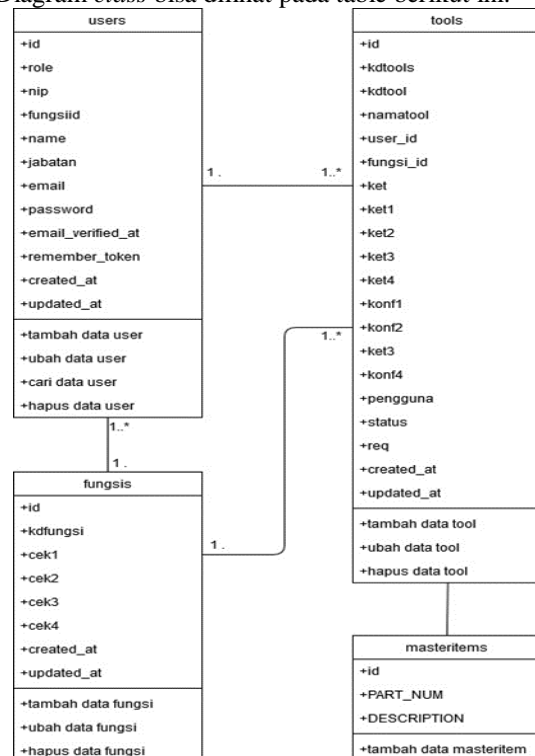 Diagram class bisa dilihat pada table berikut ini.
users
+id
+role
+nip
+fungsiid
+name
+jabatan
+email
+password
+email_verified_at
+remember_token
+created_at
+updated_at
+tambah data user
+ubah data user
+cari data user
+hapus data user
1 .
1..*
tools
+id
+kdtools
+kdtool
+namatool
+user_id
+fungsi_id
+ket
+ket1
+ket2
+ket3
+ket4
+konf1
+konf2
+ket3
+konf4
+pengguna
+status
+req
+created_at
+updated_at
+tambah data tool
+ubah data tool
+hapus data tool
1..*
1..*
1 .
fungsis
+id
+kdfungsi
+cek1
+cek2
+cek3
+cek4
+created_at
+updated_at
+tambah data fungsi
+ubah data fungsi
+hapus data fungsi
1 .
masteritems
+id
+PART_NUM
+DESCRIPTION
+tambah data masteritem